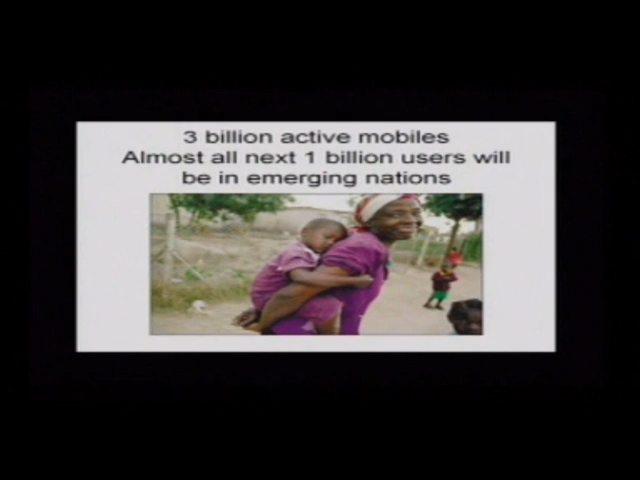 3 billion active mobiles
Almost all next 1 billion users will
be in emerging nations